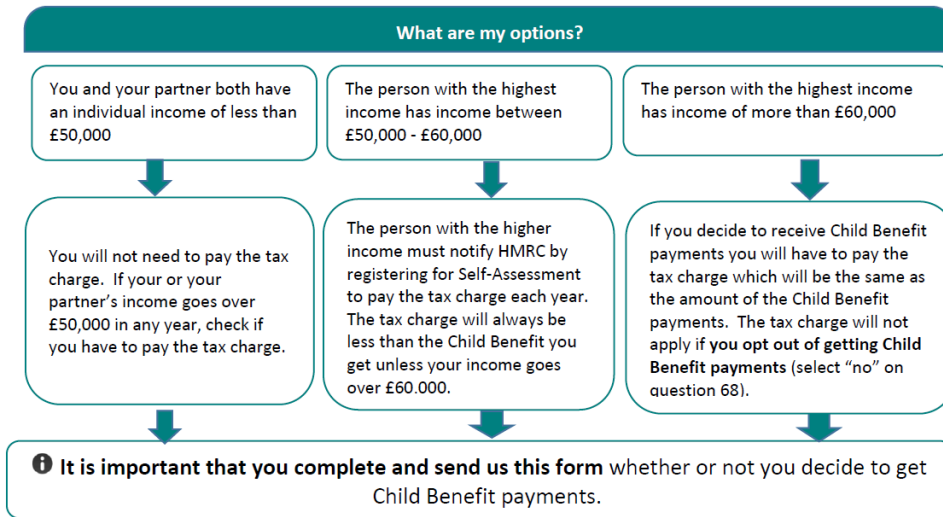 What are my options?
You and your partner both have
an individual income of less than
£50,000
The person with the highest
income has income between
£50,000 - £60,000
The person with the highest income
has income of more than £60,000
You will not need to pay the tax
charge.  If your or your
partner's income goes over
£50,000 in any year, check if
you have to pay the tax charge.
The person with the higher
income must notify HMRC by
registering for Self-Assessment
to pay the tax charge each year.
The tax charge will always be
less than the Child Benefit you
get unless your income goes
over £60.000.
If you decide to receive Child Benefit
payments you will have to pay the
tax charge which will be the same as
the amount of the Child Benefit
payments.  The tax charge will not
apply if you opt out of getting Child
Benefit payments (select “no” on
question 68).
It is important that you complete and send us this form whether or not you decide to get
Child Benefit payments.